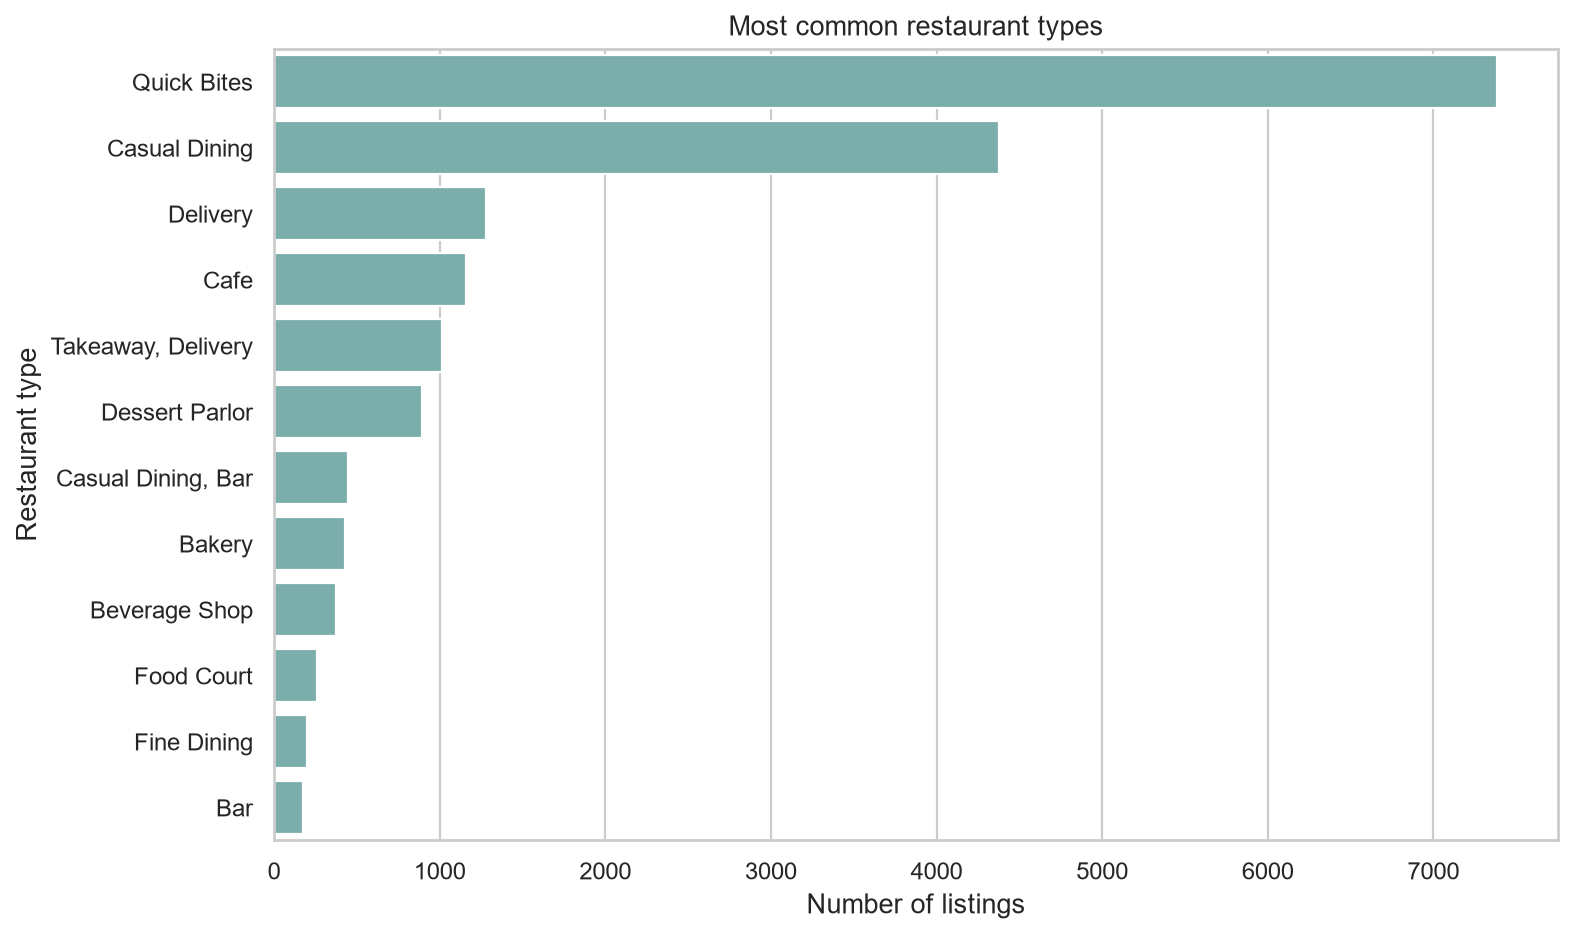 Most common restaurant types
Quick Bites
Casual Dining
Delivery
Cafe
Takeaway, Delivery
Dessert Parlor
Casual Dining, Bar
Bakery
Beverage Shop
Food Court
Fine Dining
Bar
Restaurant type
0 1000 2000 3000 4000 5000 6000 7000
Number of listings